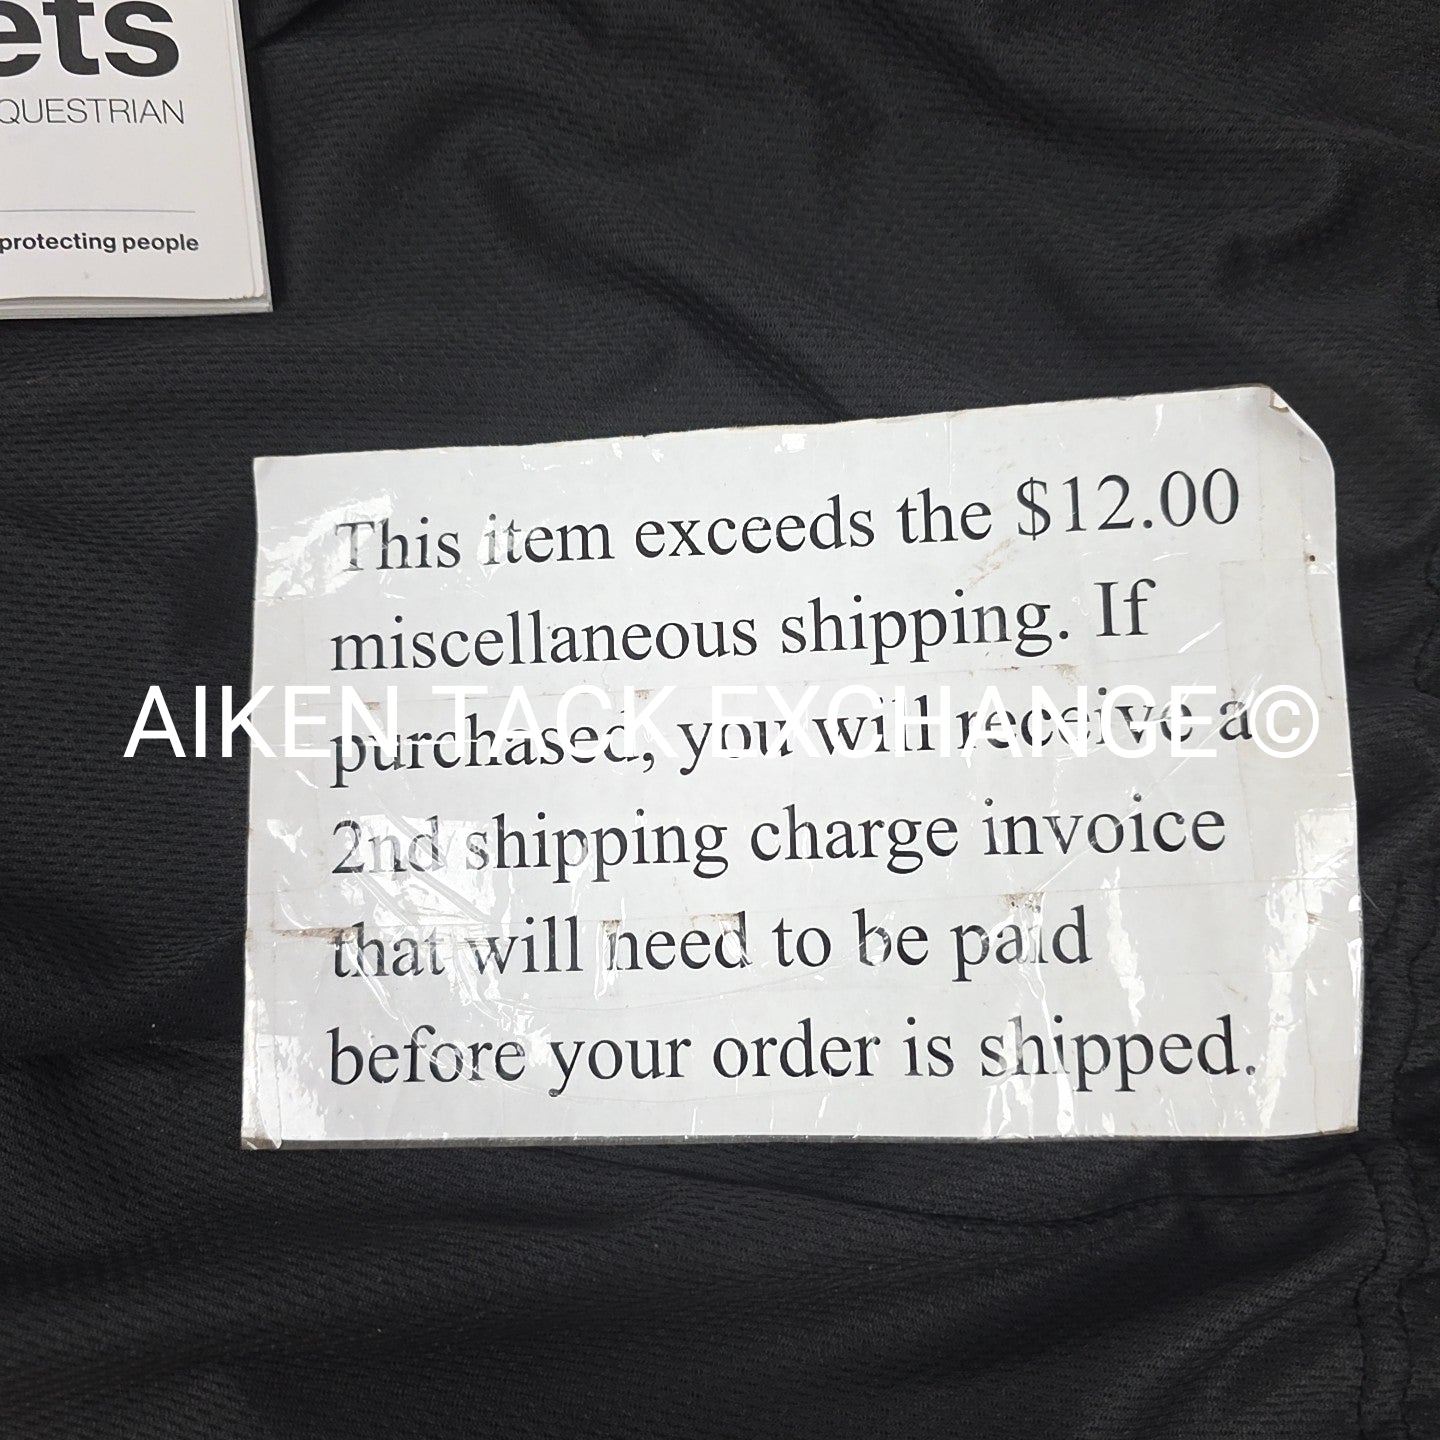 ets
QUESTRIAN
protecting people
This item exceeds the $12.00
miscellaneous shipping. If
purchased, you will receive a
AIKEN TACK EXCHANGE ©
2nd shipping charge invoice
that will need to be paid
before your order is shipped.